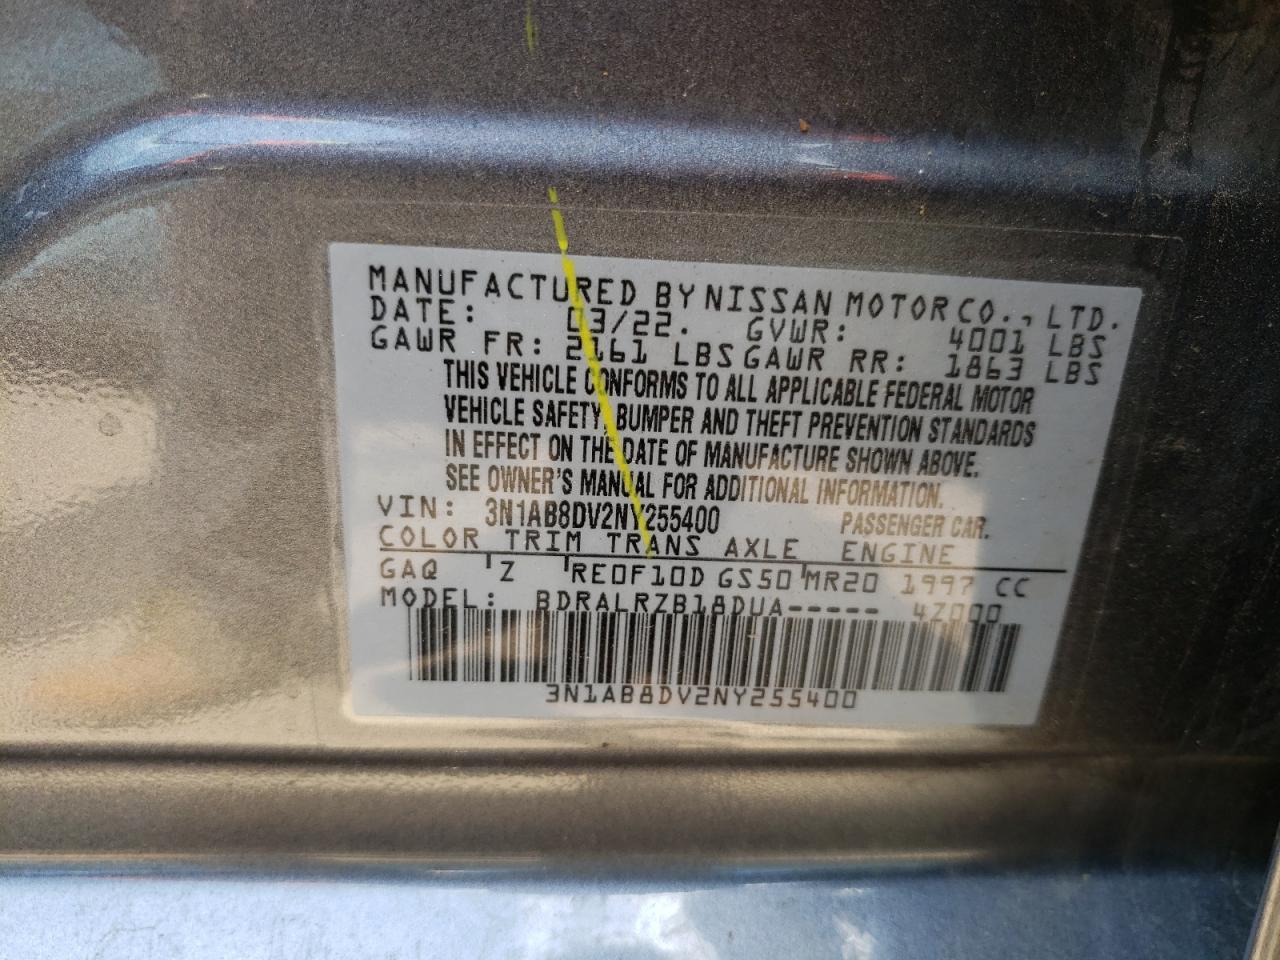 MANUFACTURED BY NISSAN MOTOR CO., LTD.
DATE: 03/22. GVWR: 4001 LBS
GAWR FR: 2161 LBS GAWR RR: 1863 LBS
THIS VEHICLE CONFORMS TO ALL APPLICABLE FEDERAL MOTOR
VEHICLE SAFETY, BUMPER AND THEFT PREVENTION STANDARDS
IN EFFECT ON THE DATE OF MANUFACTURE SHOWN ABOVE.
SEE OWNER'S MANUAL FOR ADDITIONAL INFORMATION.
VIN: 3N1AB8DV2NY255400 PASSENGER CAR.
COLOR TRIM TRANS AXLE ENGINE
GAQ Z RE0F10D GS50 MR20 1997 CC
MODEL: BDRALRZB18DUA----- 4Z000
3N1AB8DV2NY255400